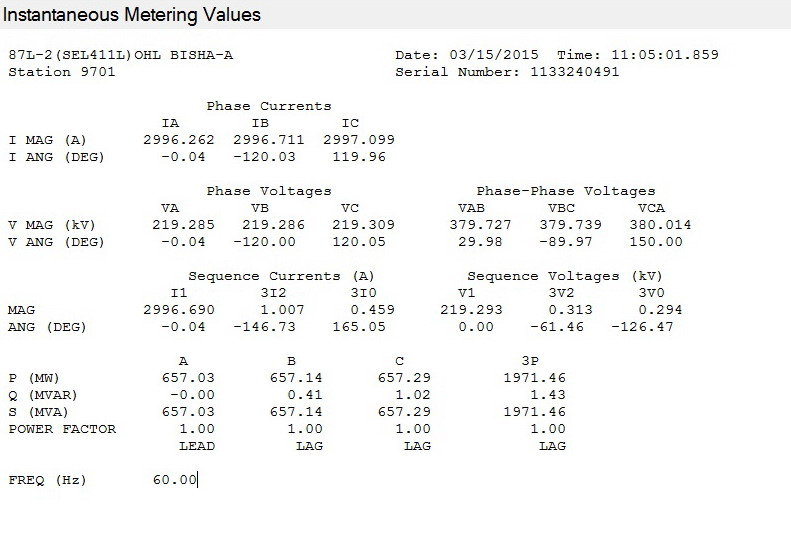 Instantaneous Metering Values
87L-2(SEL411L)OHL BISHA-A Date: 03/15/2015 Time: 11:05:01.859
Station 9701 Serial Number: 1133240491
Phase Currents
IA IB IC
I MAG (A) 2996.262 2996.711 2997.099
I ANG (DEG) -0.04 -120.03 119.96
Phase Voltages Phase-Phase Voltages
VA VB VC VAB VBC VCA
V MAG (kV) 219.285 219.286 219.309 379.727 379.739 380.014
V ANG (DEG) -0.04 -120.00 120.05 29.98 -89.97 150.00
Sequence Currents (A) Sequence Voltages (kV)
I1 3I2 3I0 V1 3V2 3V0
MAG 2996.690 1.007 0.459 219.293 0.313 0.294
ANG (DEG) -0.04 -146.73 165.05 0.00 -61.46 -126.47
A B C 3P
P (MW) 657.03 657.14 657.29 1971.46
Q (MVAR) -0.00 0.41 1.02 1.43
S (MVA) 657.03 657.14 657.29 1971.46
POWER FACTOR 1.00 1.00 1.00 1.00
LEAD LAG LAG LAG
FREQ (Hz) 60.00